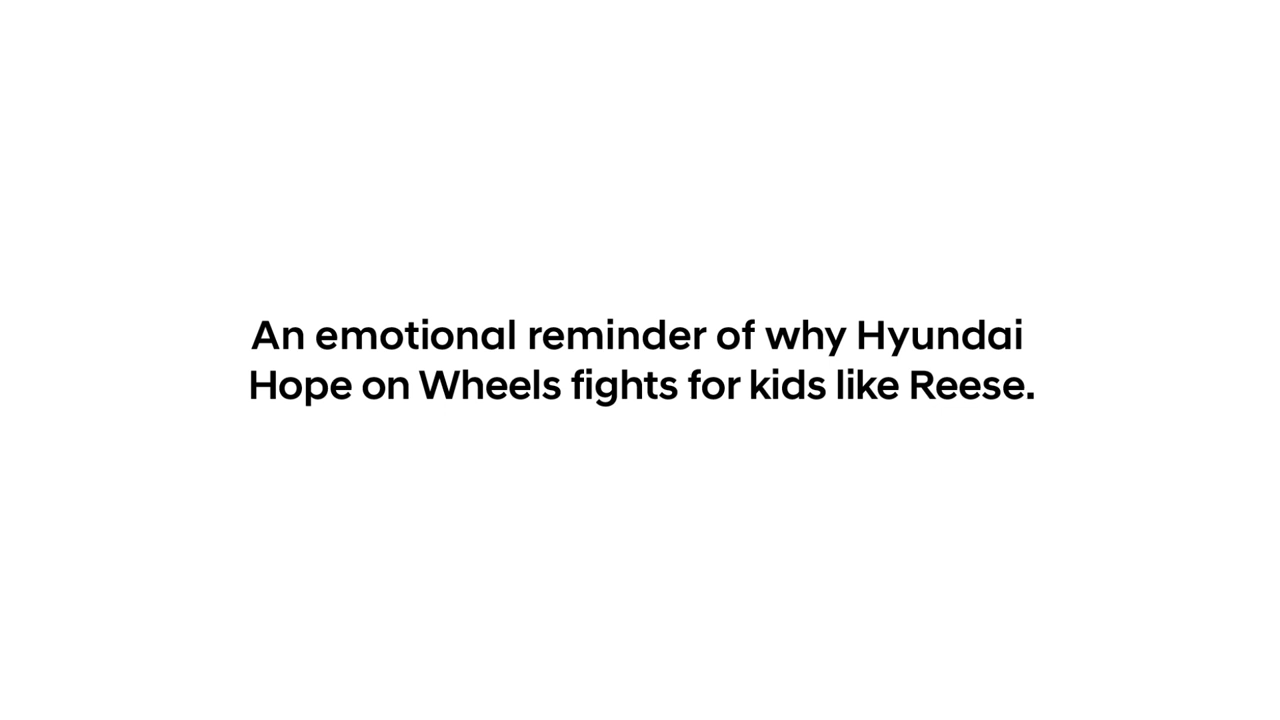 An emotional reminder of why Hyundai
Hope on Wheels fights for kids like Reese.